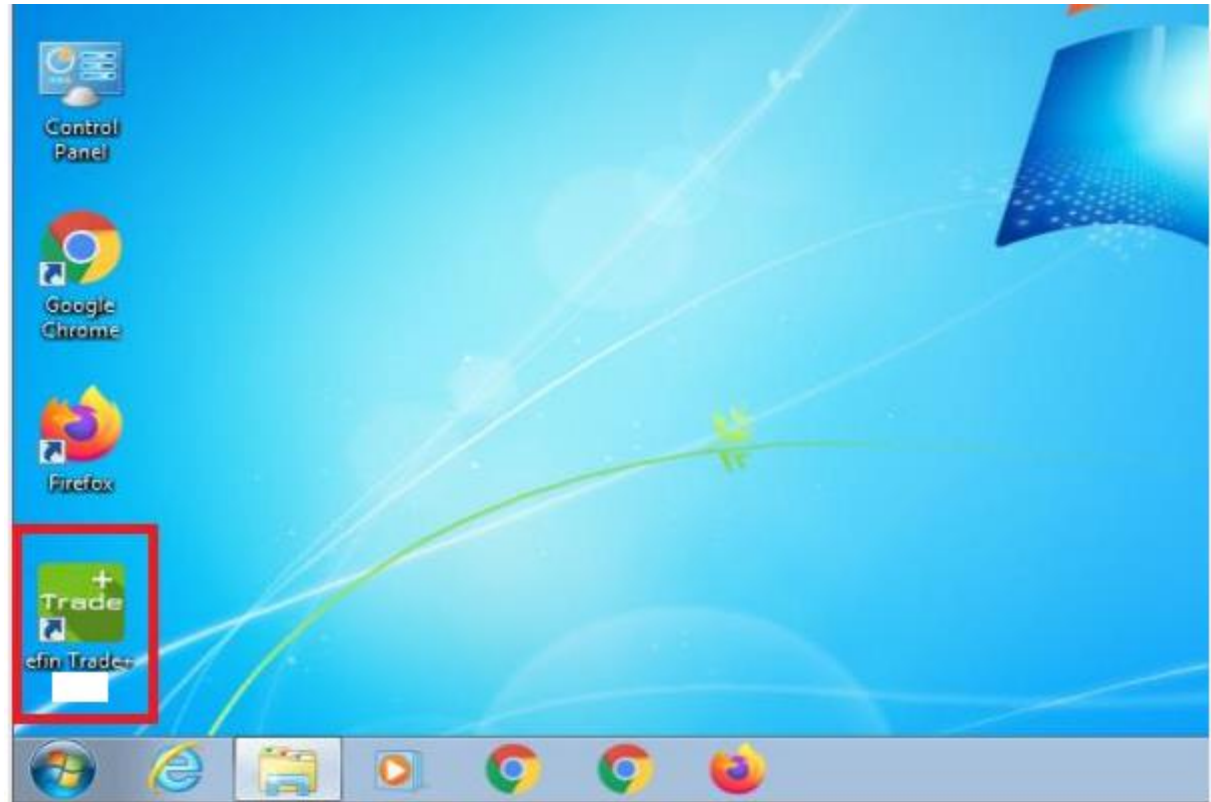 Control
Panel
Google
Chrome
Firefox
+
Trade
efin Trade+